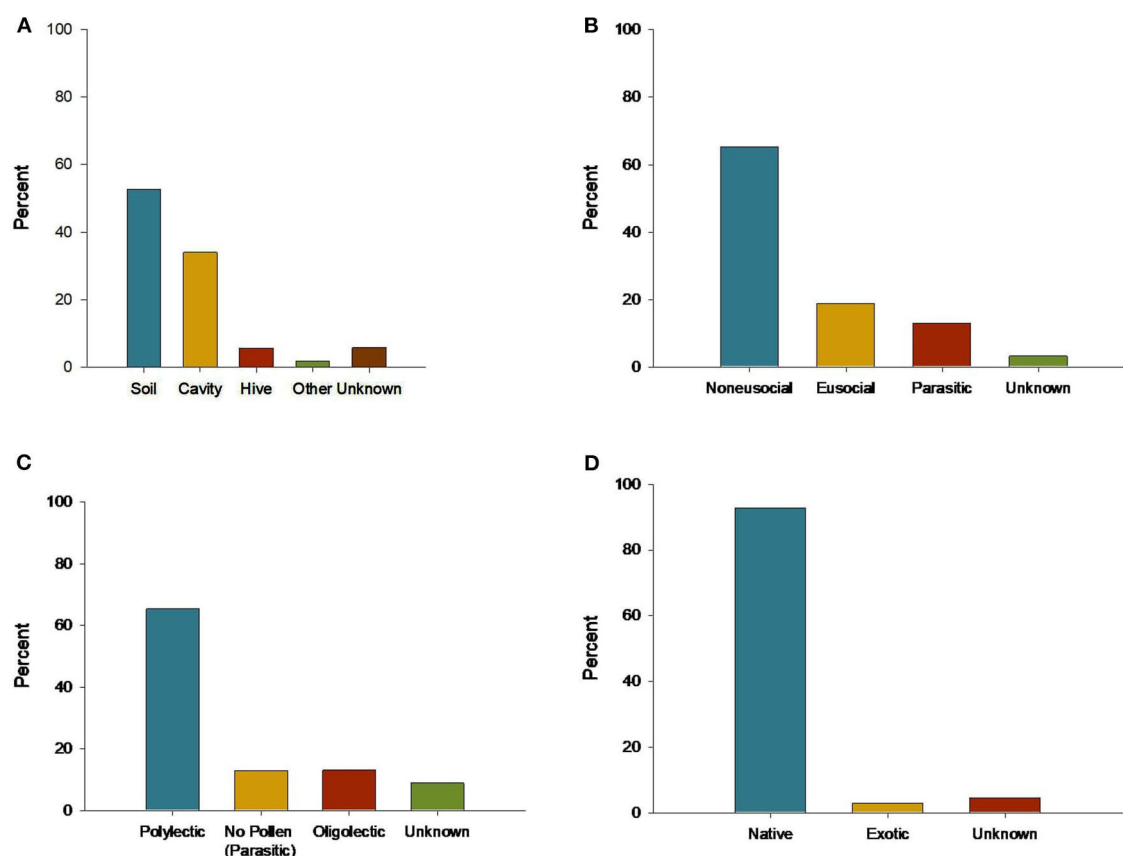 A
100
80
60
40
20
0
Percent
Soil Cavity Hive Other Unknown
B
100
80
60
40
20
0
Percent
Noneusocial Eusocial Parasitic Unknown
C
100
80
60
40
20
0
Percent
Polylectic No Pollen Oligolectic Unknown
(Parasitic)
D
100
80
60
40
20
0
Percent
Native Exotic Unknown